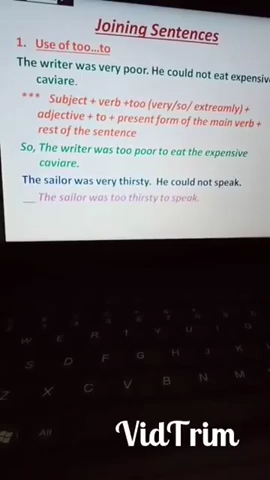 Joining Sentences
1. Use of too...to
The writer was very poor. He could not eat expensive
caviare.
*** Subject + verb +too (very/so/ extreamly) +
adjective + to + present form of the main verb +
rest of the sentence
So, The writer was too poor to eat the expensive
caviare.
The sailor was very thirsty. He could not speak.
__ The sailor was too thirsty to speak.
W E R T Y U I O
S D F G H J K
Z X C V B N M
Alt
VidTrim